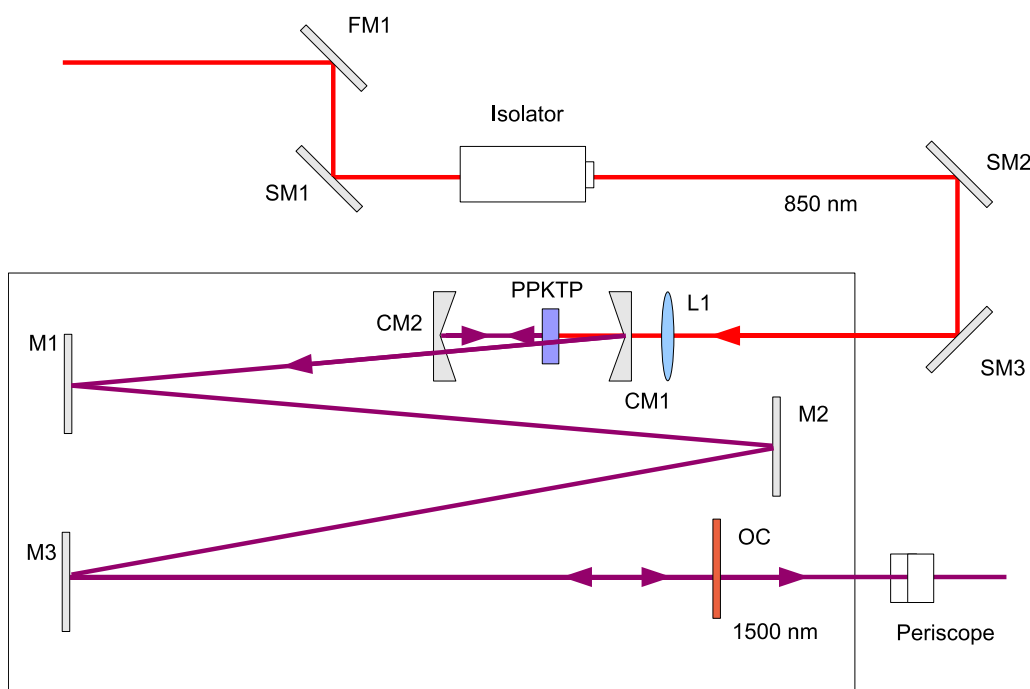 FM1
Isolator
SM1
SM2
850 nm
PPKTP
L1
CM2
M1
SM3
CM1
M2
OC
M3
1500 nm
Periscope